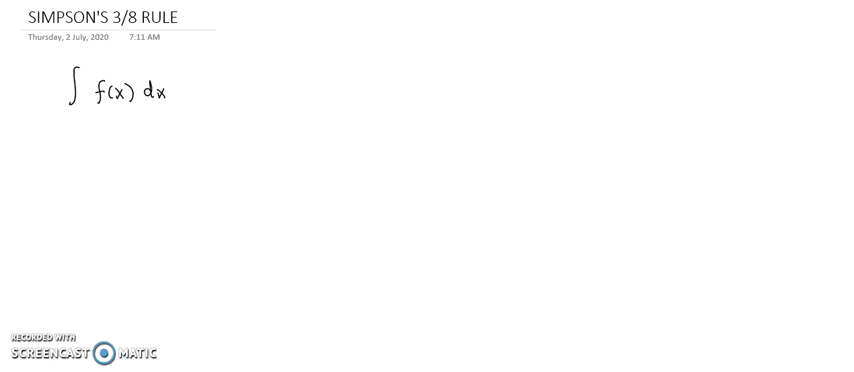 SIMPSON'S 3/8 RULE
Thursday, 2 July, 2020 7:11 AM
∫ f(x) dx
RECORDED WITH
SCREENCAST MATIC